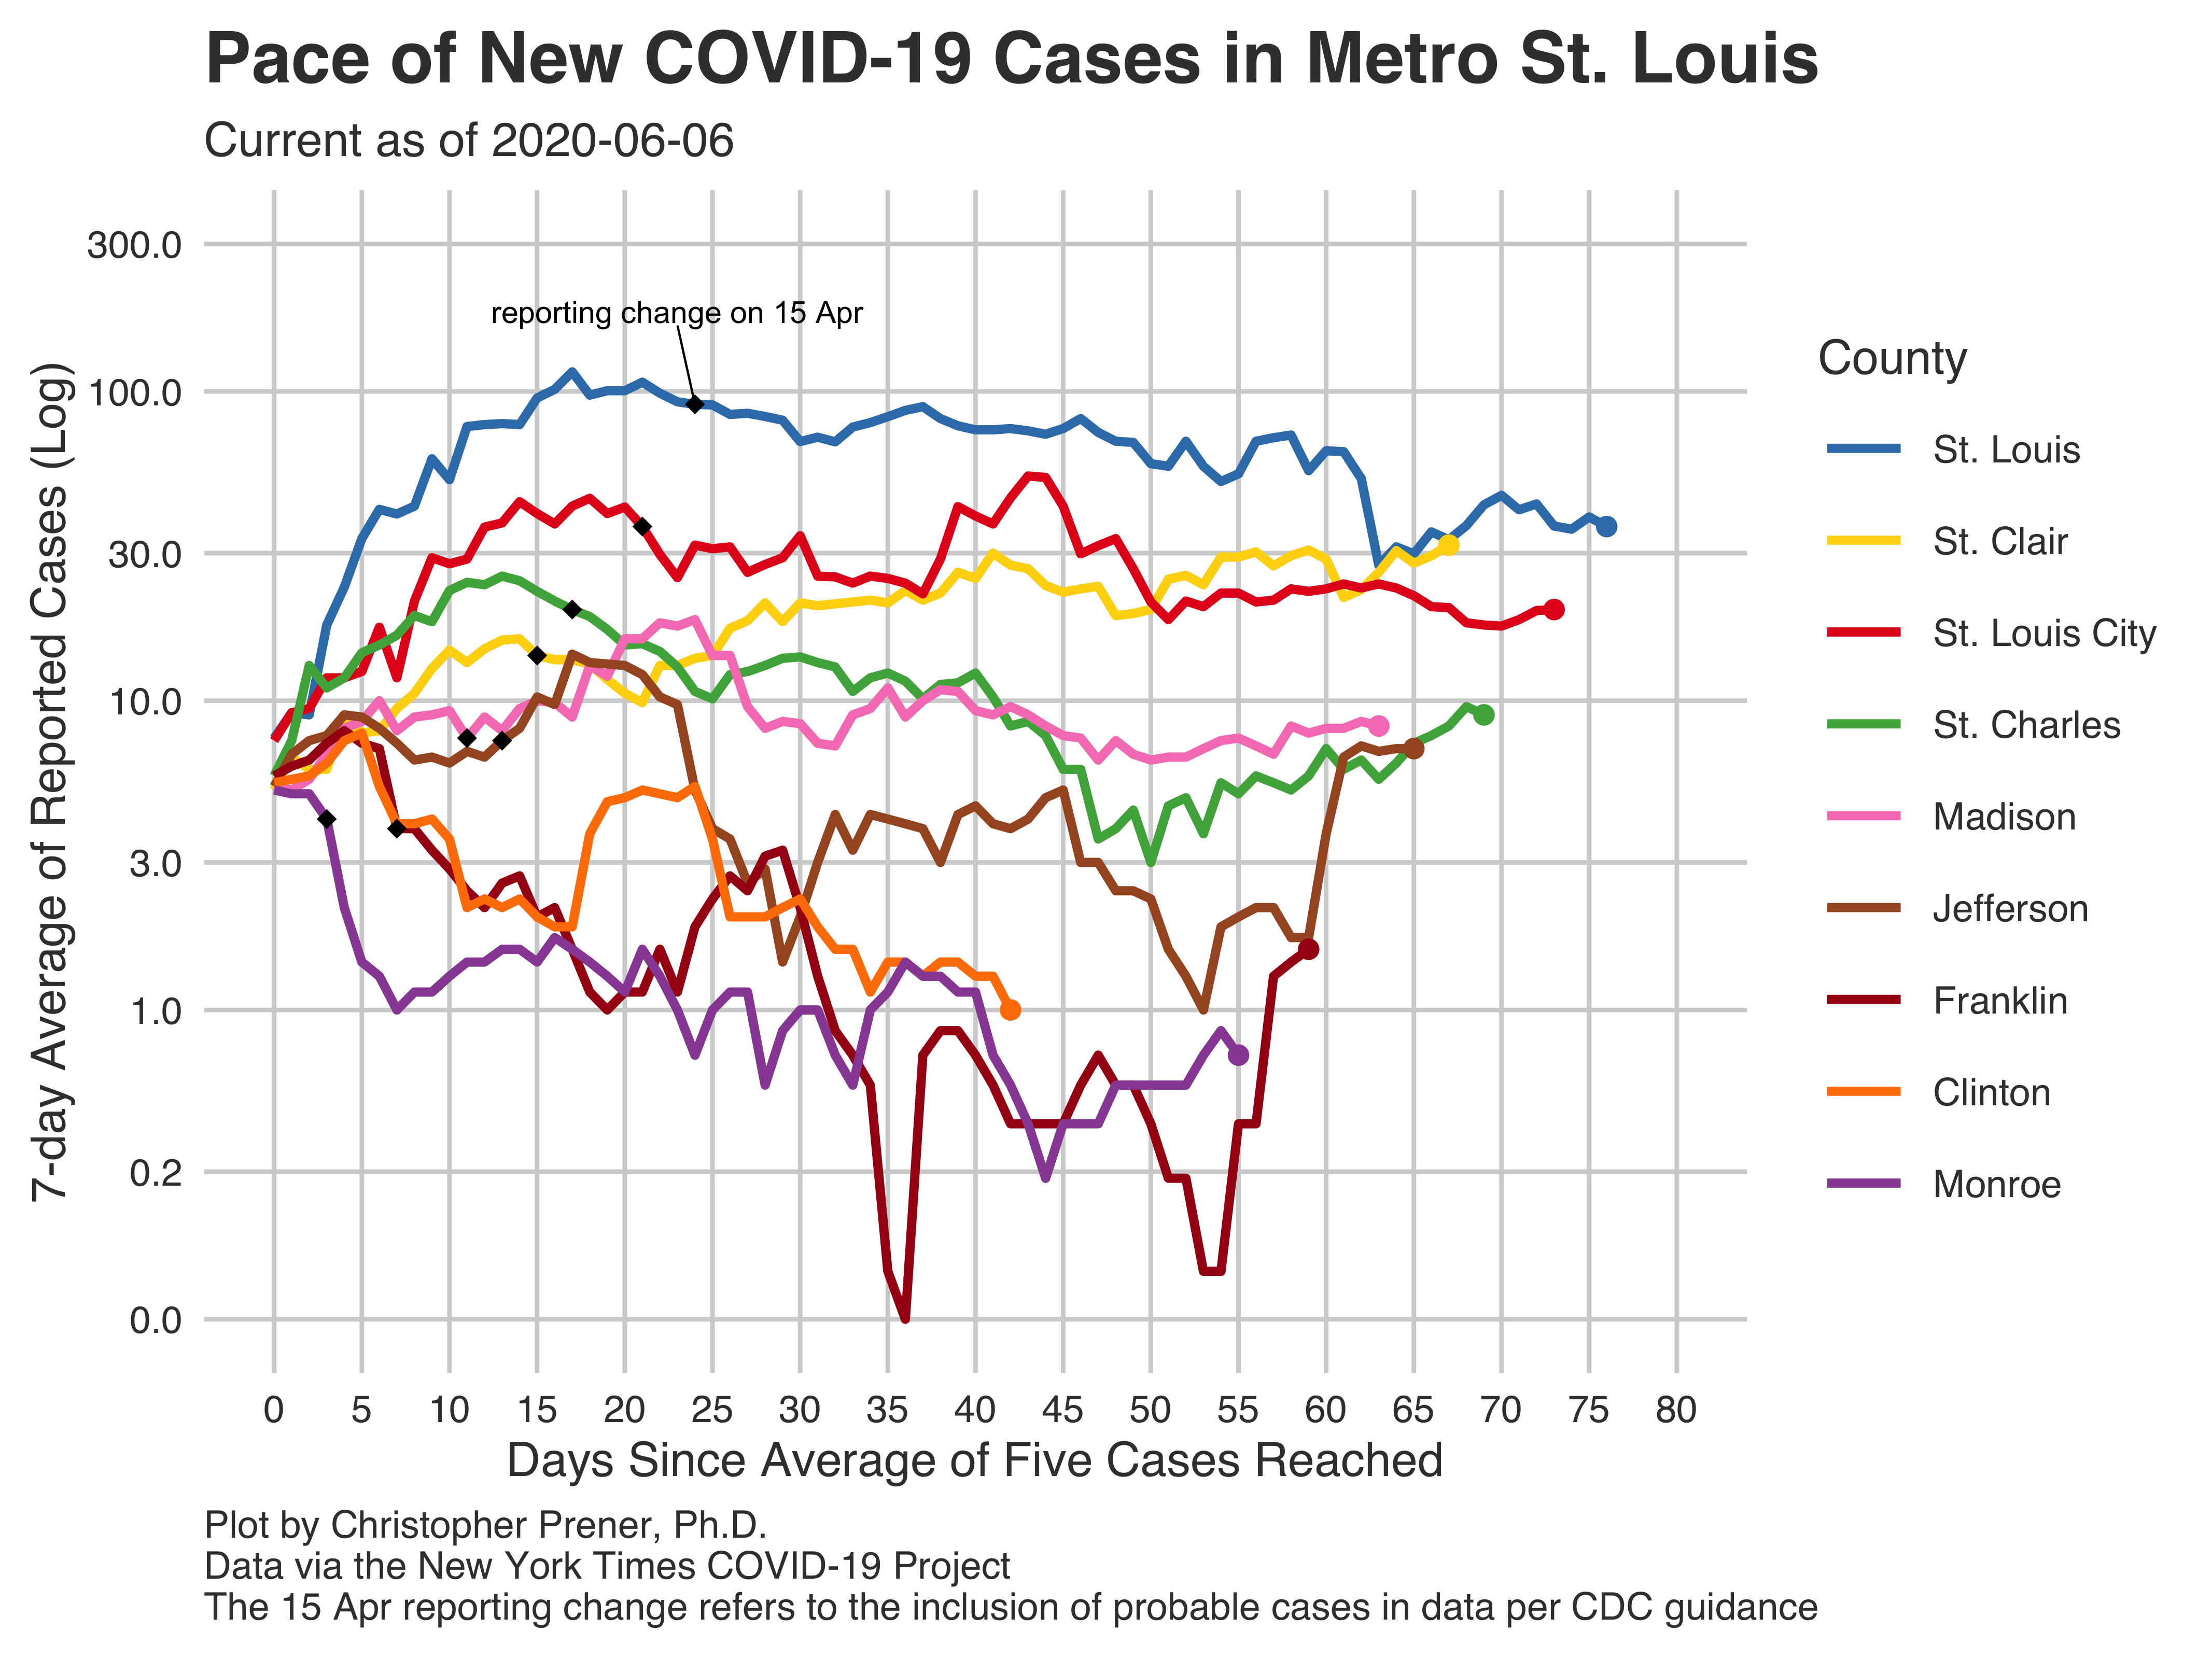 Pace of New COVID-19 Cases in Metro St. Louis
Current as of 2020-06-06
7-day Average of Reported Cases (Log)
300.0
100.0
30.0
10.0
3.0
1.0
0.2
0.0
reporting change on 15 Apr
0 5 10 15 20 25 30 35 40 45 50 55 60 65 70 75 80
Days Since Average of Five Cases Reached
County
St. Louis
St. Clair
St. Louis City
St. Charles
Madison
Jefferson
Franklin
Clinton
Monroe
Plot by Christopher Prener, Ph.D.
Data via the New York Times COVID-19 Project
The 15 Apr reporting change refers to the inclusion of probable cases in data per CDC guidance